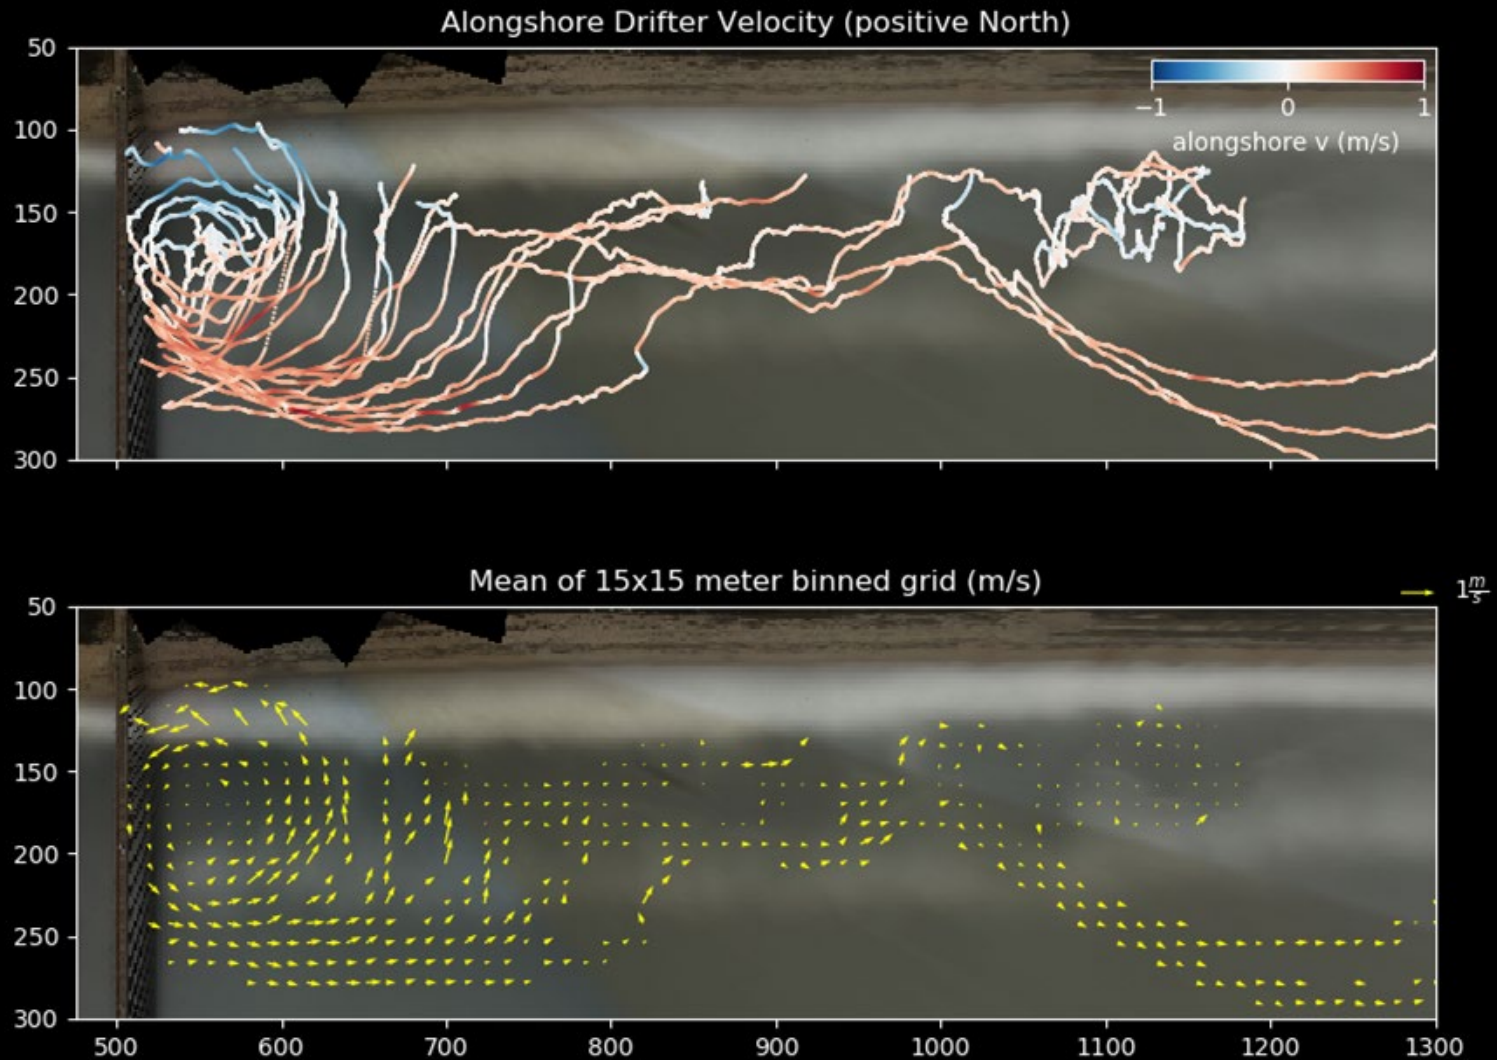 Alongshore Drifter Velocity (positive North)
50
100
150
200
250
300
−1 0 1
alongshore v (m/s)
Mean of 15x15 meter binned grid (m/s)
1 m/s
50
100
150
200
250
300
500 600 700 800 900 1000 1100 1200 1300